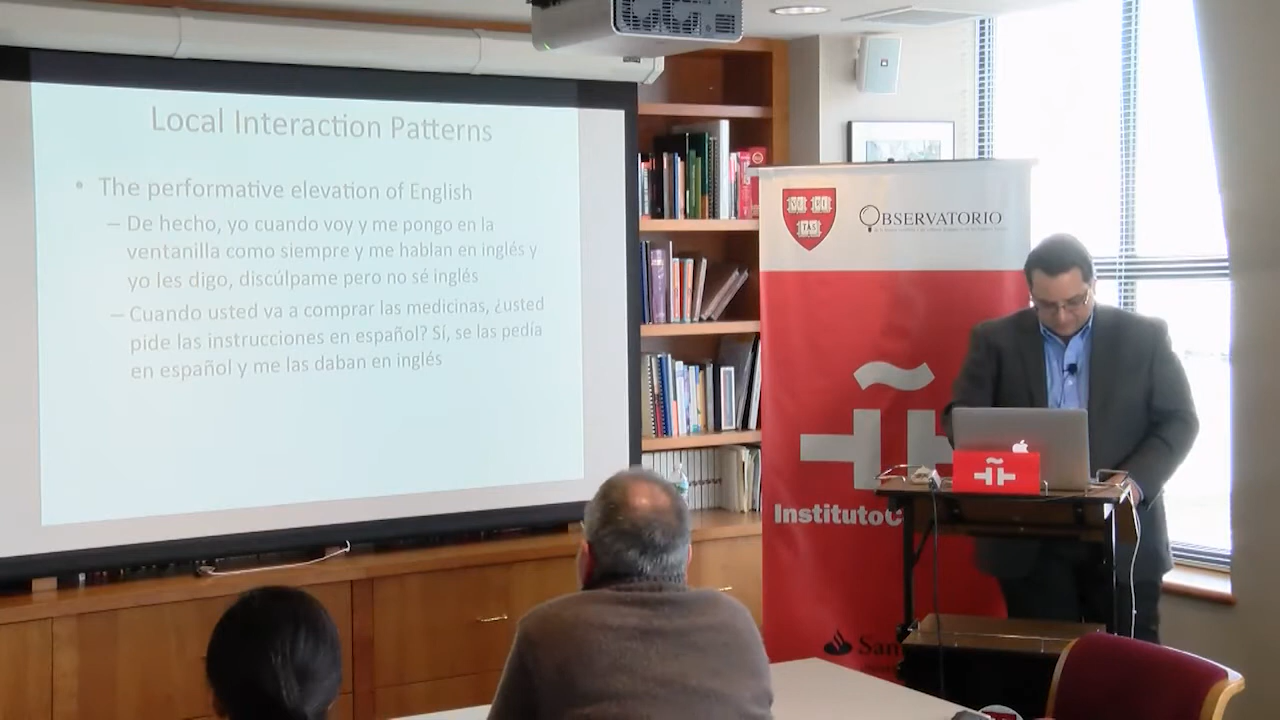 Local Interaction Patterns
• The performative elevation of English
– De hecho, yo cuando voy y me pongo en la
ventanilla como siempre y me hablan en inglés y
yo les digo, discúlpame pero no sé inglés
– Cuando usted va a comprar las medicinas, ¿usted
pide las instrucciones en español? Sí, se las pedía
en español y me las daban en inglés
OBSERVATORIO
InstitutoC
San